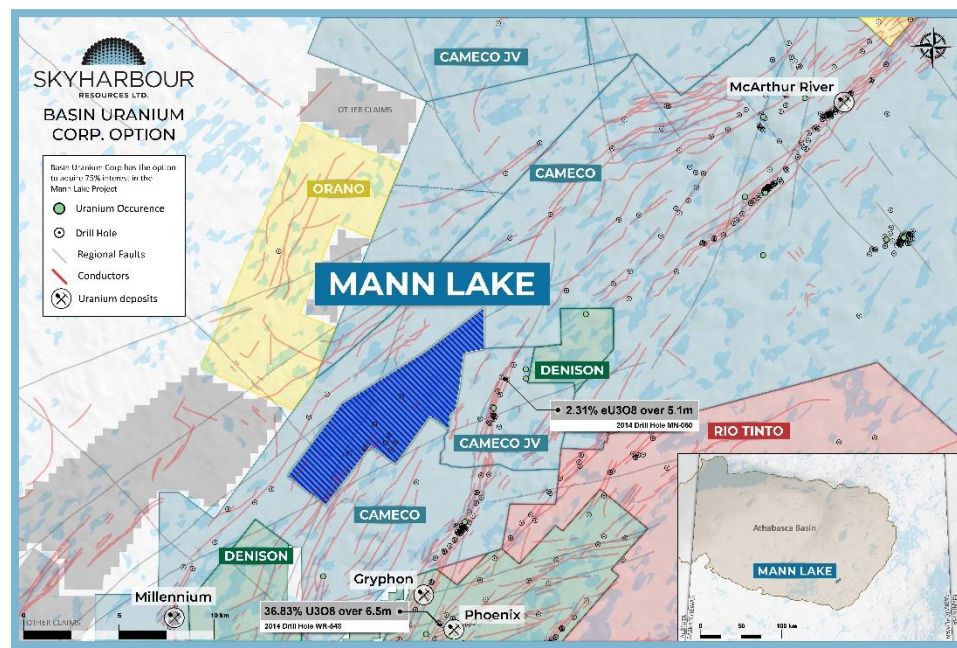 SKYHARBOUR
RESOURCES LTD.
BASIN URANIUM
CORP. OPTION
Basin Uranium Corp has the option
to acquire 75% interest in the
Mann Lake Project
Uranium Occurence
Drill Hole
Regional Faults
Conductors
Uranium deposits
CAMECO JV
McArthur River
OTHER CLAIMS
ORANO
CAMECO
MANN LAKE
DENISON
2.31% eU3O8 over 5.1m
2014 Drill Hole MN-060
RIO TINTO
CAMECO JV
CAMECO
DENISON
Gryphon
Millennium
36.83% U3O8 over 6.5m
2014 Drill Hole WR-548
Phoenix
OTHER CLAIMS
0 5 10 km
Athabasca Basin
MANN LAKE
0 50 100 km